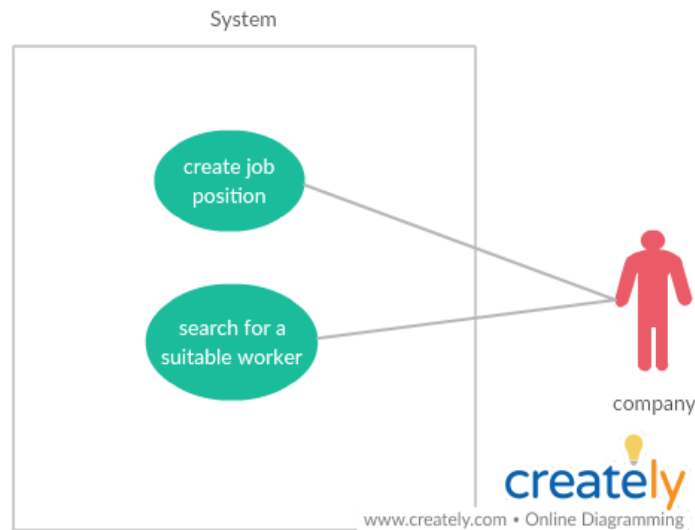 System
create job
position
search for a
suitable worker
company
creately
www.creately.com • Online Diagramming